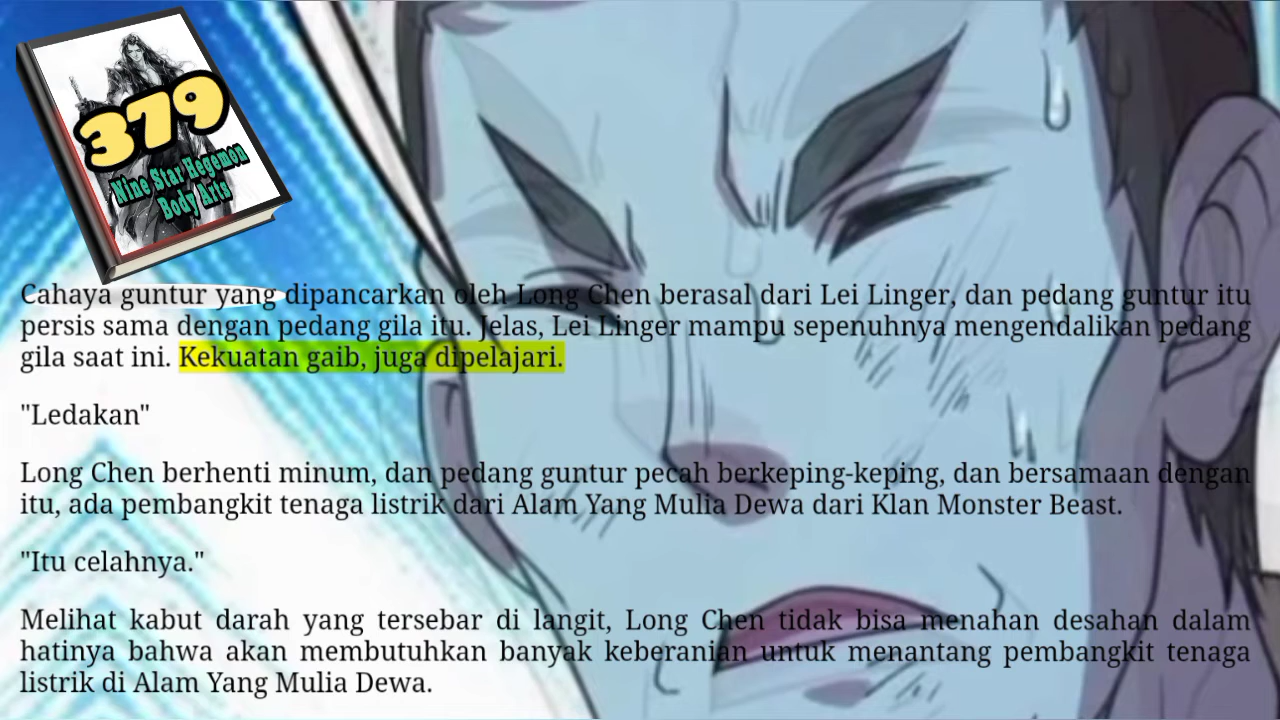 379
Nine Star Hegemon
Body Arts
Cahaya guntur yang dipancarkan oleh Long Chen berasal dari Lei Linger, dan pedang guntur itu
persis sama dengan pedang gila itu. Jelas, Lei Linger mampu sepenuhnya mengendalikan pedang
gila saat ini. Kekuatan gaib, juga dipelajari.
"Ledakan"
Long Chen berhenti minum, dan pedang guntur pecah berkeping-keping, dan bersamaan dengan
itu, ada pembangkit tenaga listrik dari Alam Yang Mulia Dewa dari Klan Monster Beast.
"Itu celahnya."
Melihat kabut darah yang tersebar di langit, Long Chen tidak bisa menahan desahan dalam
hatinya bahwa akan membutuhkan banyak keberanian untuk menantang pembangkit tenaga
listrik di Alam Yang Mulia Dewa.